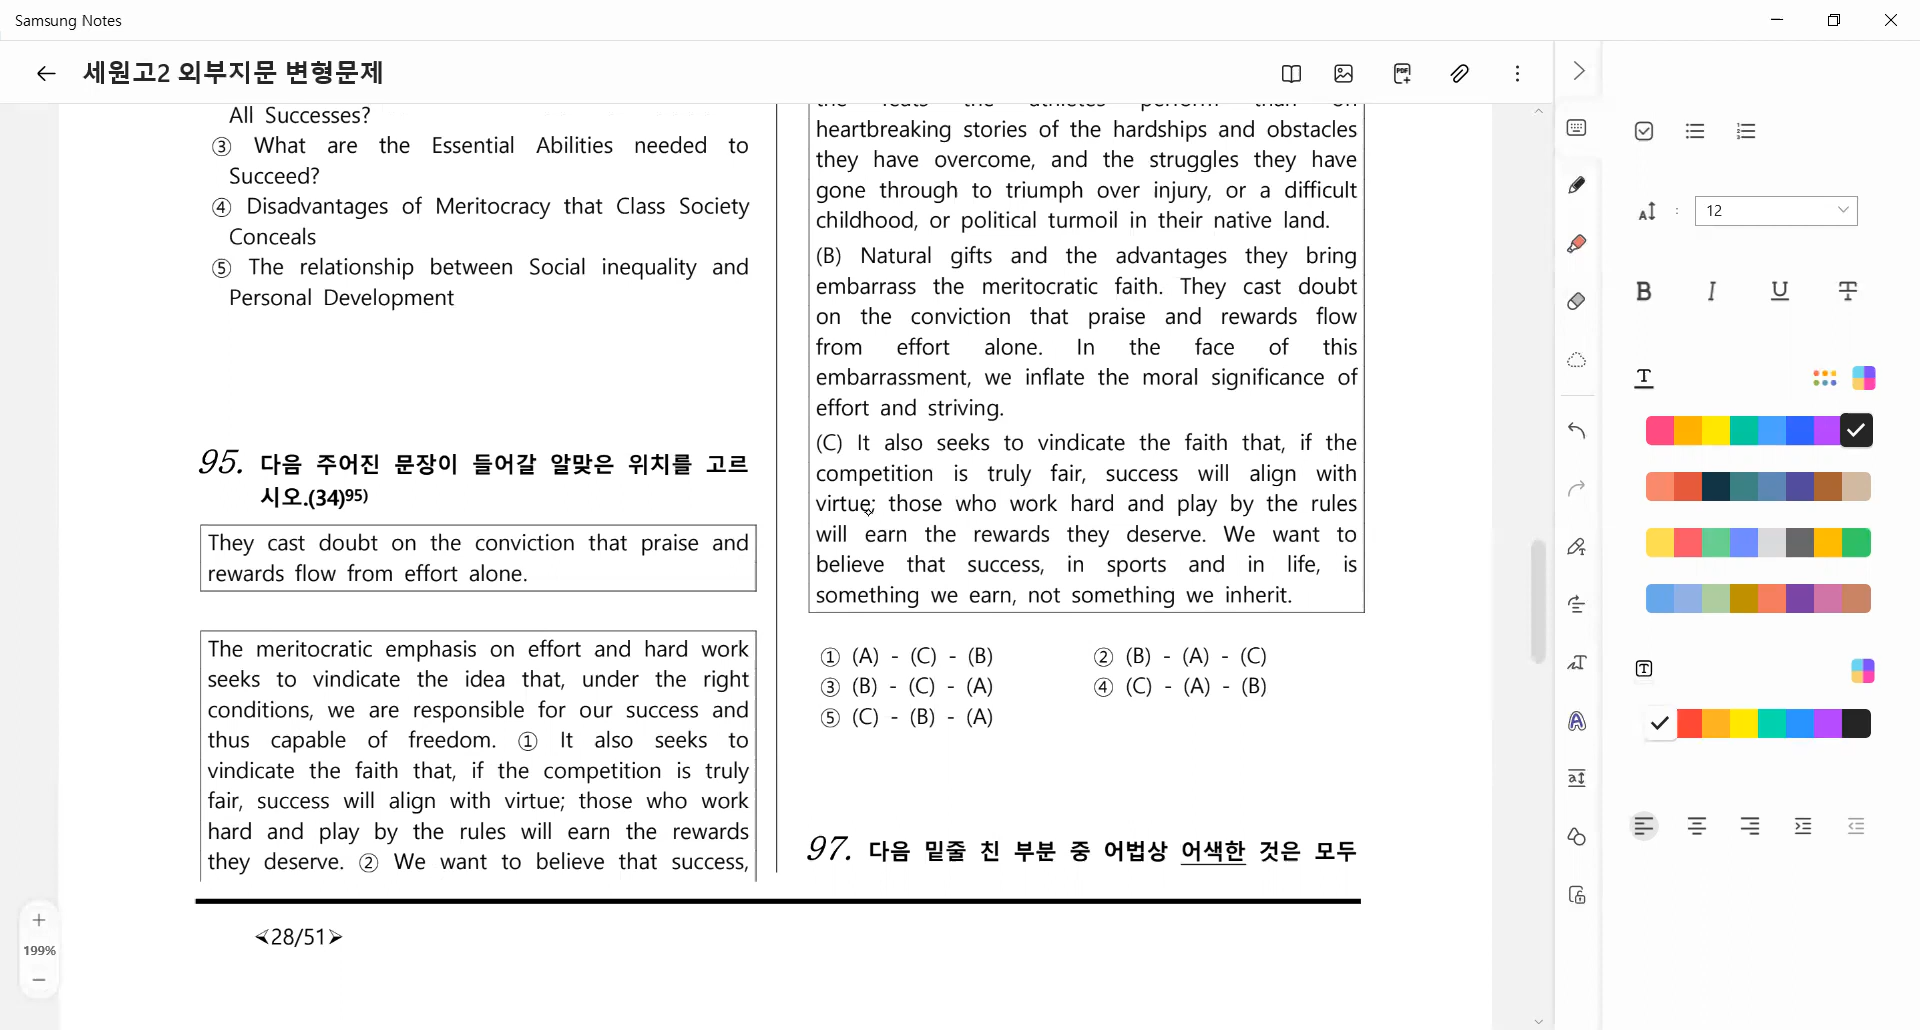 Samsung Notes
세원고2 외부지문 변형문제
All Successes?
③ What are the Essential Abilities needed to
Succeed?
④ Disadvantages of Meritocracy that Class Society
Conceals
⑤ The relationship between Social inequality and
Personal Development
95. 다음 주어진 문장이 들어갈 알맞은 위치를 고르
시오.(34)95)
They cast doubt on the conviction that praise and
rewards flow from effort alone.
The meritocratic emphasis on effort and hard work
seeks to vindicate the idea that, under the right
conditions, we are responsible for our success and
thus capable of freedom. ① It also seeks to
vindicate the faith that, if the competition is truly
fair, success will align with virtue; those who work
hard and play by the rules will earn the rewards
they deserve. ② We want to believe that success,
the feats the athletes perform than on
heartbreaking stories of the hardships and obstacles
they have overcome, and the struggles they have
gone through to triumph over injury, or a difficult
childhood, or political turmoil in their native land.
(B) Natural gifts and the advantages they bring
embarrass the meritocratic faith. They cast doubt
on the conviction that praise and rewards flow
from effort alone. In the face of this
embarrassment, we inflate the moral significance of
effort and striving.
(C) It also seeks to vindicate the faith that, if the
competition is truly fair, success will align with
virtue; those who work hard and play by the rules
will earn the rewards they deserve. We want to
believe that success, in sports and in life, is
something we earn, not something we inherit.
① (A) - (C) - (B) ② (B) - (A) - (C)
③ (B) - (C) - (A) ④ (C) - (A) - (B)
⑤ (C) - (B) - (A)
97. 다음 밑줄 친 부분 중 어법상 어색한 것은 모두
<28/51>
199%
PDF
12
B I U T